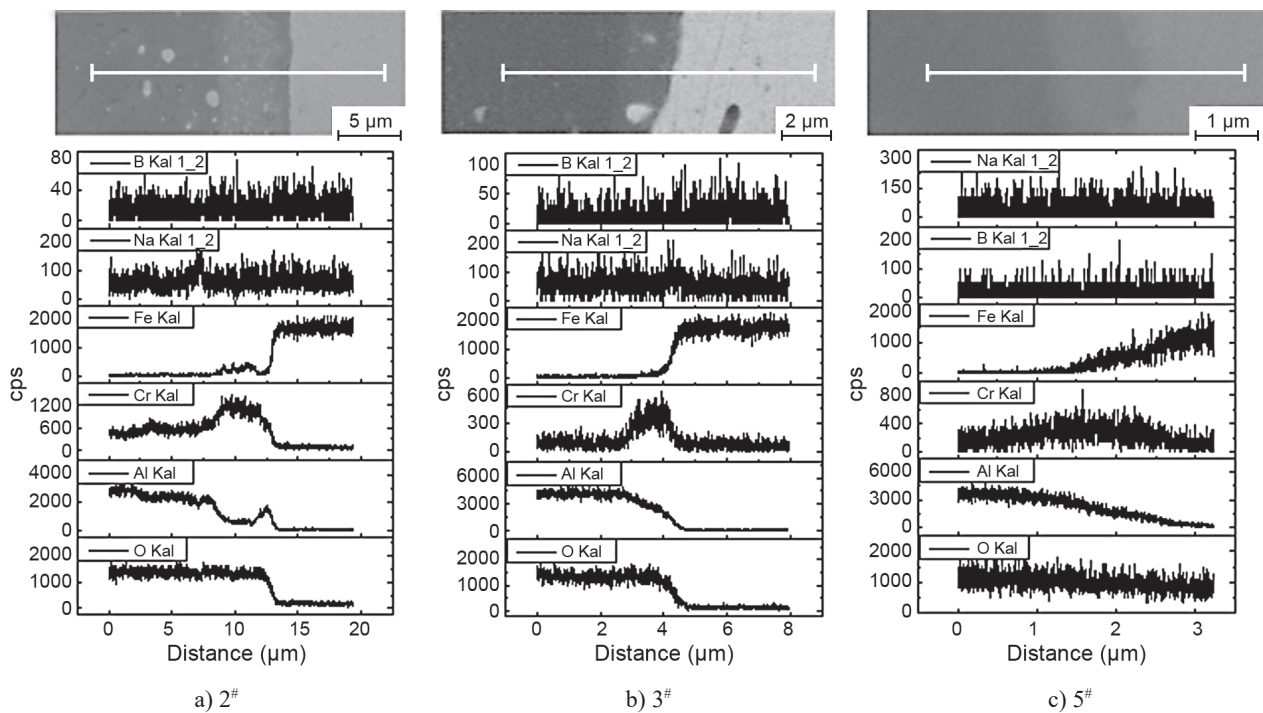 5 µm
2 µm
1 µm
B Kal 1_2
80
40
0
Na Kal 1_2
200
100
0
Fe Kal
2000
1000
0
cps
Cr Kal
1200
600
0
Al Kal
4000
2000
0
O Kal
2000
1000
0
0 5 10 15 20
Distance (µm)
a) 2#
B Kal 1_2
100
50
0
Na Kal 1_2
200
100
0
Fe Kal
2000
1000
0
cps
Cr Kal
600
300
0
Al Kal
6000
3000
0
O Kal
2000
1000
0
0 2 4 6 8
Distance (µm)
b) 3#
Na Kal 1_2
300
150
0
B Kal 1_2
200
100
0
Fe Kal
2000
1000
0
cps
Cr Kal
800
400
0
Al Kal
6000
3000
0
O Kal
2000
1000
0
0 1 2 3
Distance (µm)
c) 5#